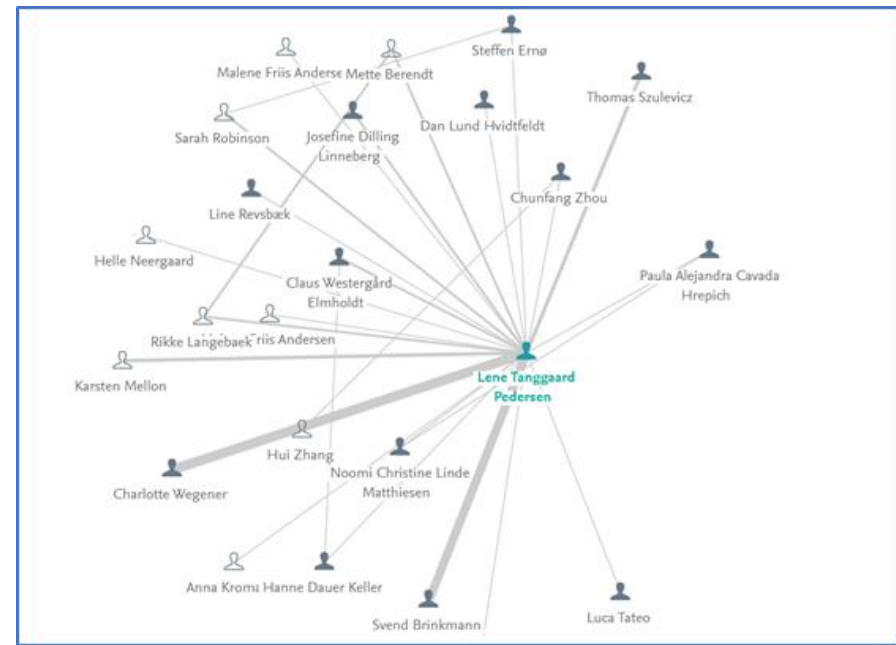 Steffen Ernø
Malene Friis Anderse
Mette Berendt
Thomas Szulevicz
Sarah Robinson
Josefine Dilling
Linneberg
Dan Lund Hvidtfeldt
Chunfang Zhou
Line Revsbæk
Helle Neergaard
Claus Westergård
Elmholdt
Paula Alejandra Cavada
Hrepich
Rikke Langebaek
Friis Andersen
Karsten Mellon
Lene Tanggaard
Pedersen
Hui Zhang
Noomi Christine Linde
Matthiesen
Charlotte Wegener
Anna Kroma
Hanne Dauer Keller
Svend Brinkmann
Luca Tateo